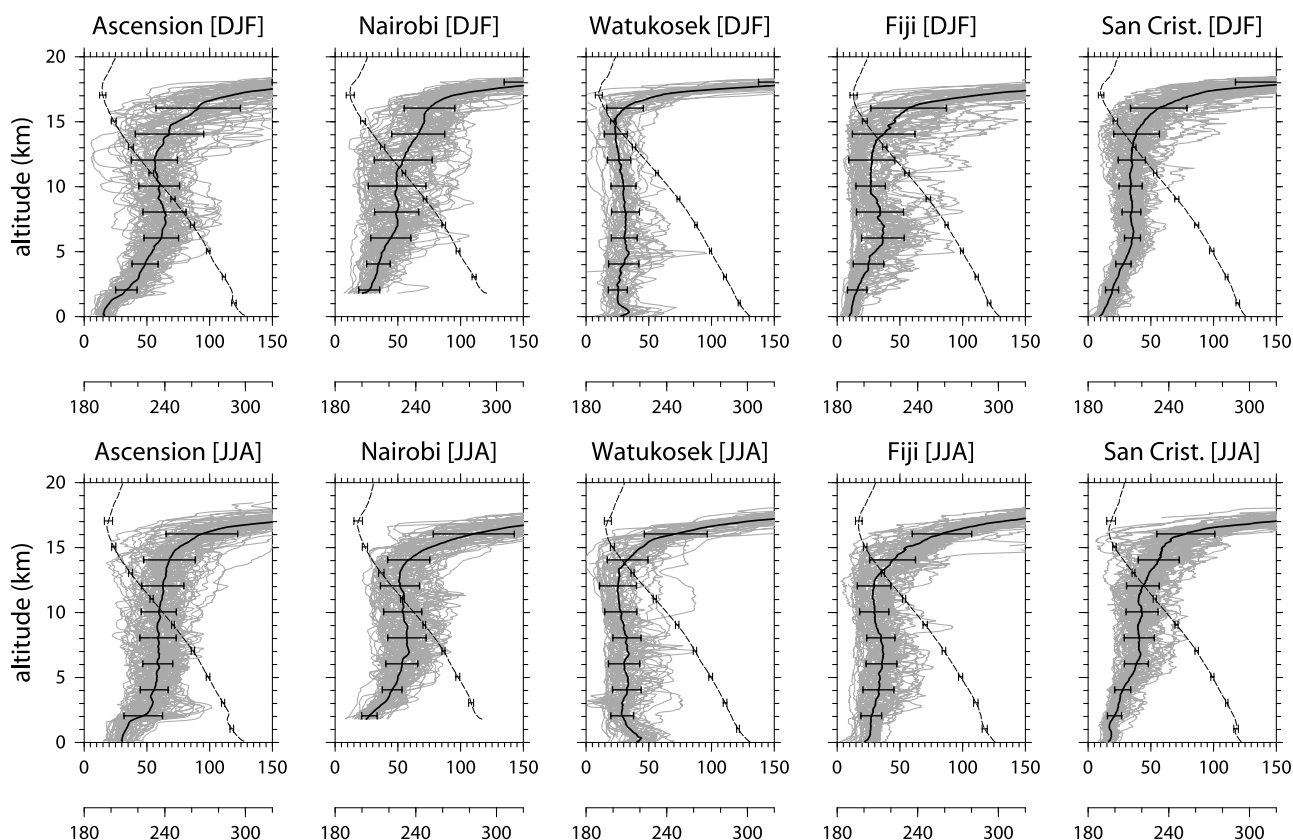 Ascension [DJF] Nairobi [DJF] Watukosek [DJF] Fiji [DJF] San Crist. [DJF]
20
15
10
5
0
altitude (km)
0 50 100 150 0 50 100 150 0 50 100 150 0 50 100 150 0 50 100 150
180 240 300 180 240 300 180 240 300 180 240 300 180 240 300
Ascension [JJA] Nairobi [JJA] Watukosek [JJA] Fiji [JJA] San Crist. [JJA]
20
15
10
5
0
altitude (km)
0 50 100 150 0 50 100 150 0 50 100 150 0 50 100 150 0 50 100 150
180 240 300 180 240 300 180 240 300 180 240 300 180 240 300